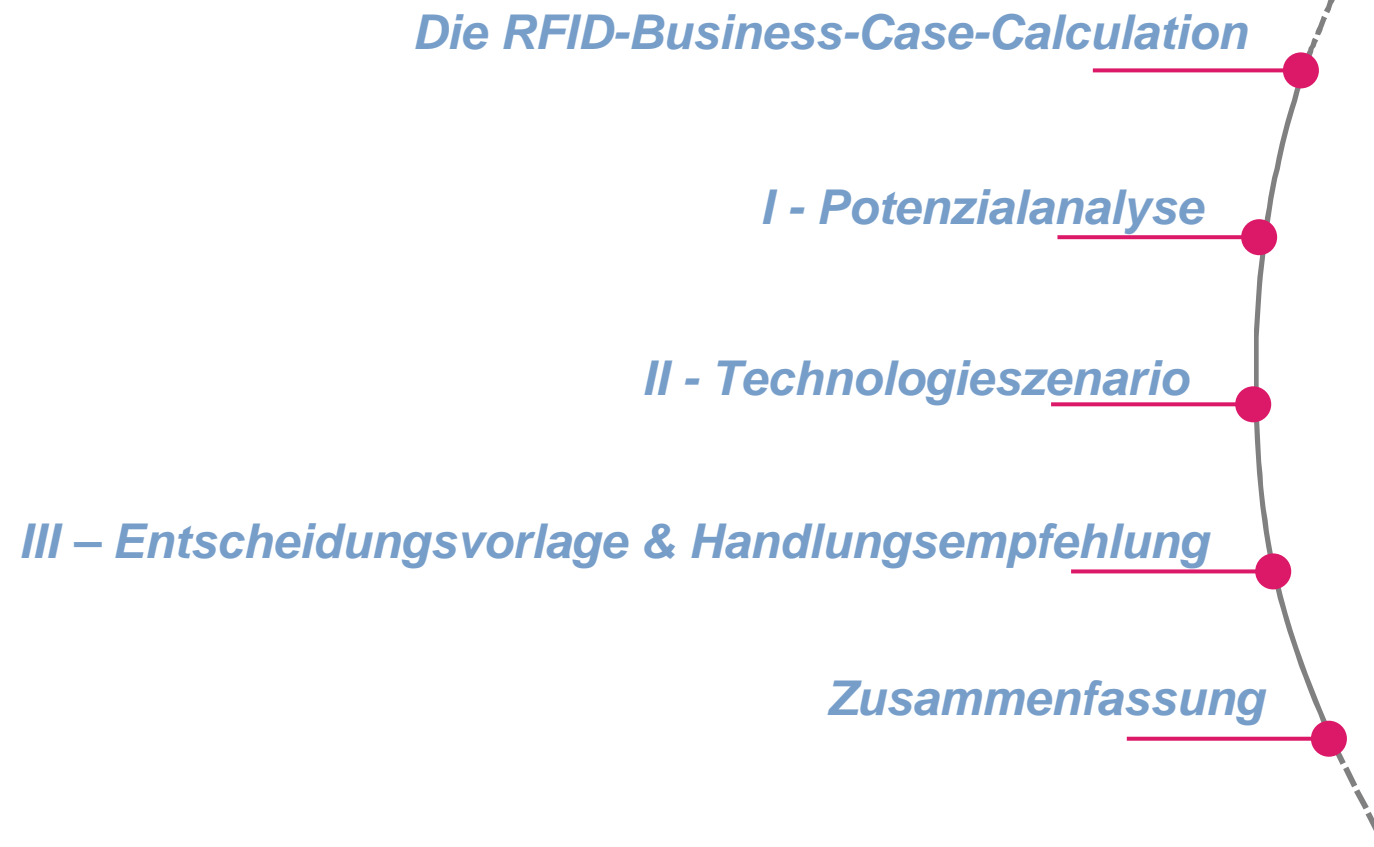 Die RFID-Business-Case-Calculation
I - Potenzialanalyse
II - Technologieszenario
III – Entscheidungsvorlage & Handlungsempfehlung
Zusammenfassung